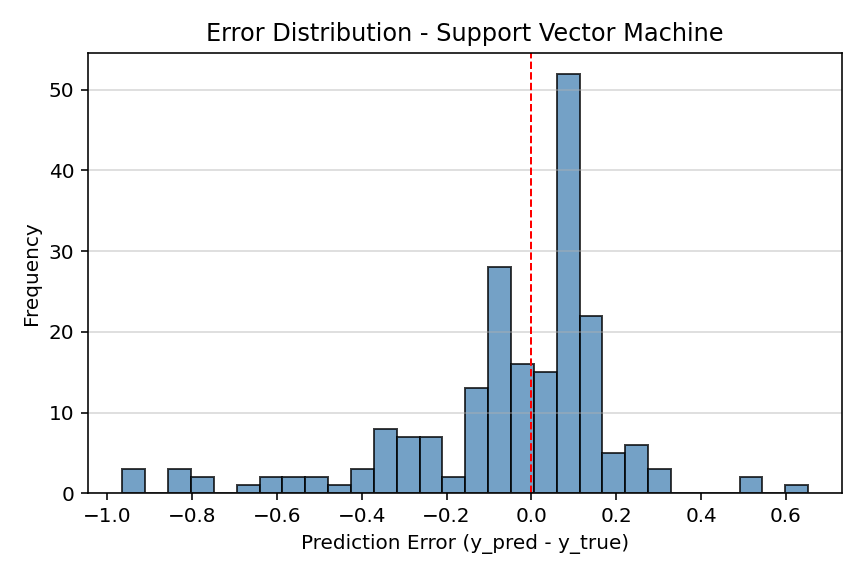 Error Distribution - Support Vector Machine
50
40
30
20
10
0
Frequency
−1.0 −0.8 −0.6 −0.4 −0.2 0.0 0.2 0.4 0.6
Prediction Error (y_pred - y_true)